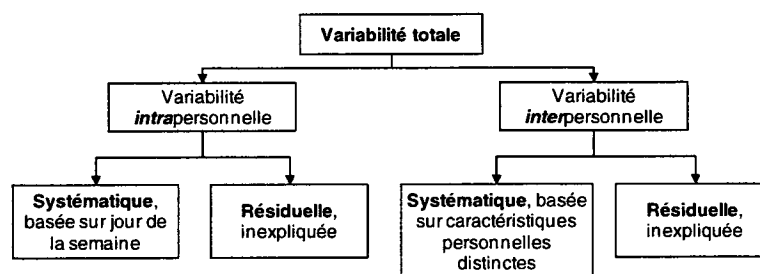 Variabilité totale
Variabilité
intrapersonnelle
Variabilité
interpersonnelle
Systématique,
basée sur jour de
la semaine
Résiduelle,
inexpliquée
Systématique, basée
sur caractéristiques
personnelles
distinctes
Résiduelle,
inexpliquée